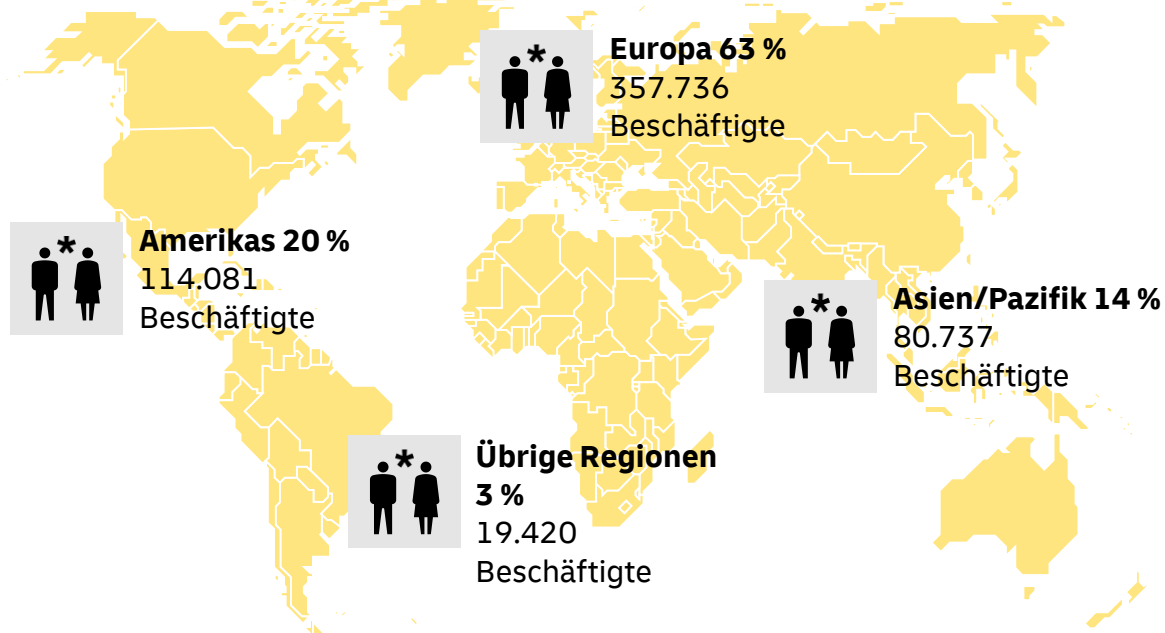 Europa 63 %
357.736
Beschäftigte
Amerikas 20 %
114.081
Beschäftigte
Asien/Pazifik 14 %
80.737
Beschäftigte
Übrige Regionen
3 %
19.420
Beschäftigte